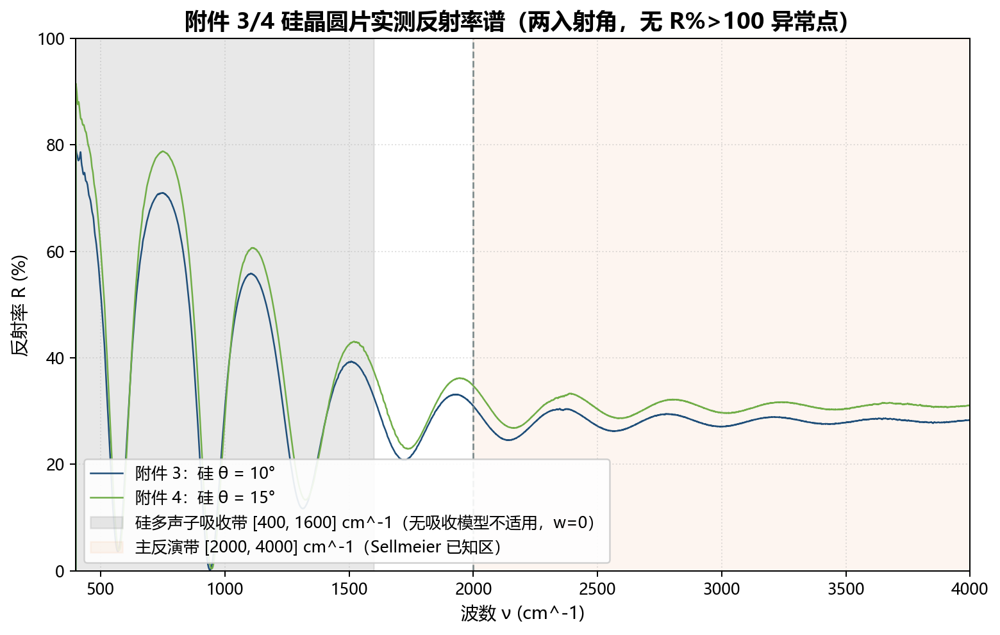 附件 3/4 硅晶圆片实测反射率谱（两入射角，无 R%>100 异常点）
反射率 R (%)
100
80
60
40
20
0
附件 3：硅 θ = 10°
附件 4：硅 θ = 15°
硅多声子吸收带 [400, 1600] cm^-1（无吸收模型不适用，w=0）
主反演带 [2000, 4000] cm^-1（Sellmeier 已知区）
500 1000 1500 2000 2500 3000 3500 4000
波数 ν (cm^-1)